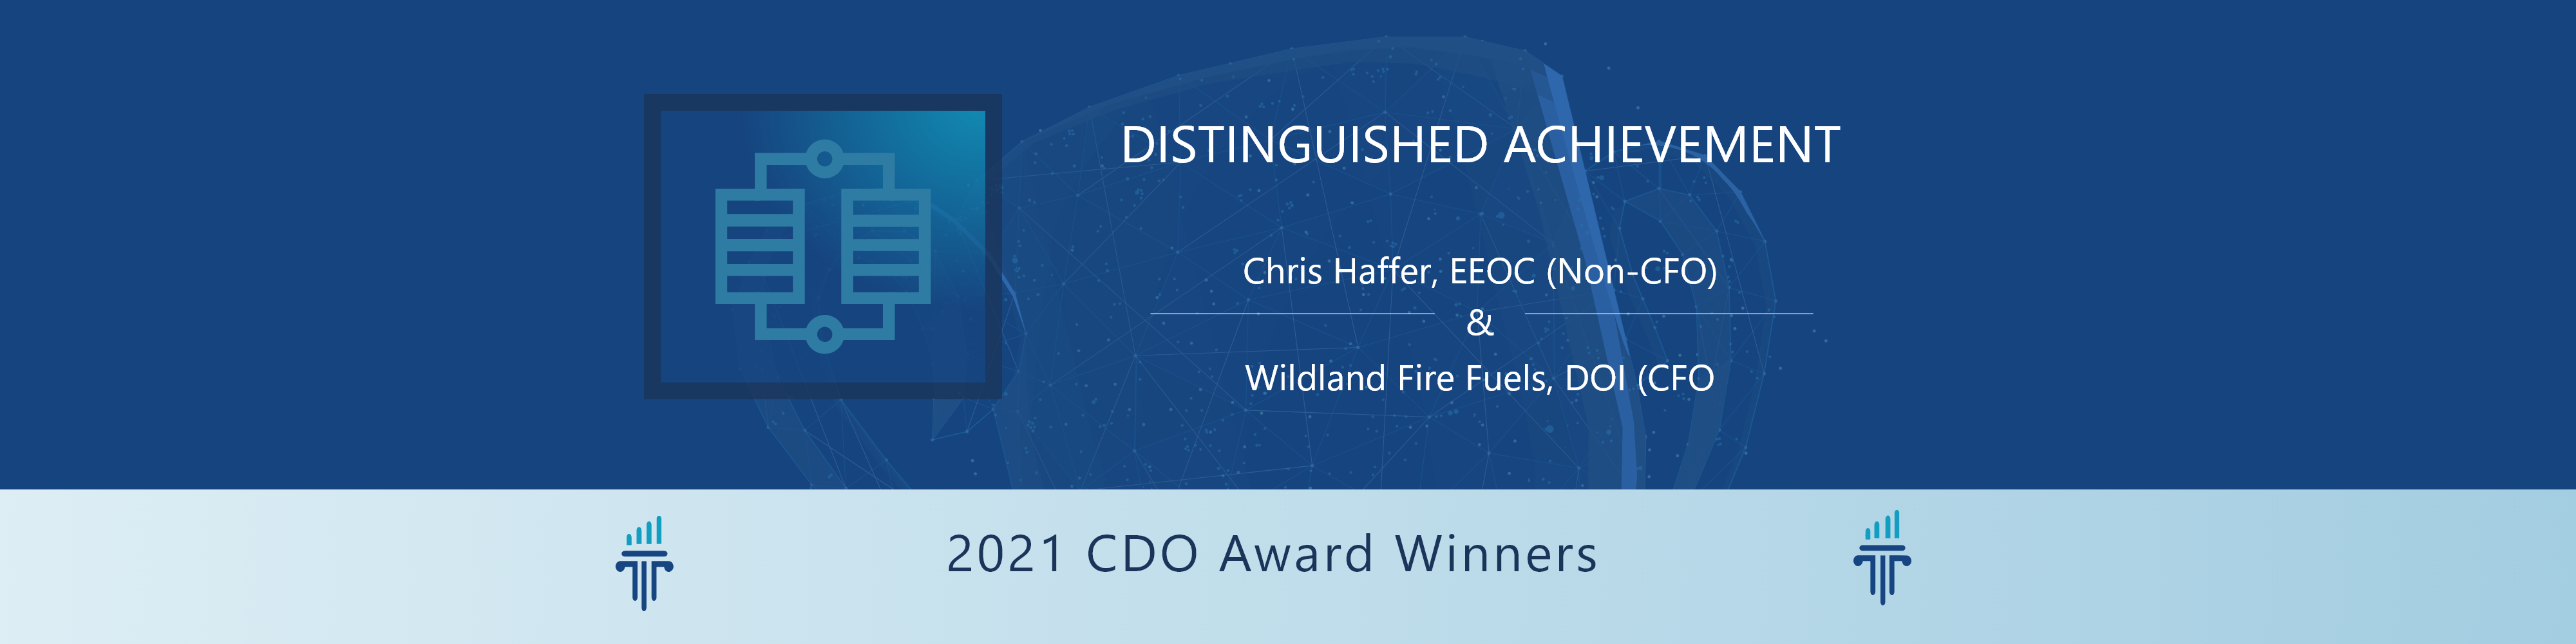 DISTINGUISHED ACHIEVEMENT
Chris Haffer, EEOC (Non-CFO)
&
Wildland Fire Fuels, DOI (CFO
2021 CDO Award Winners